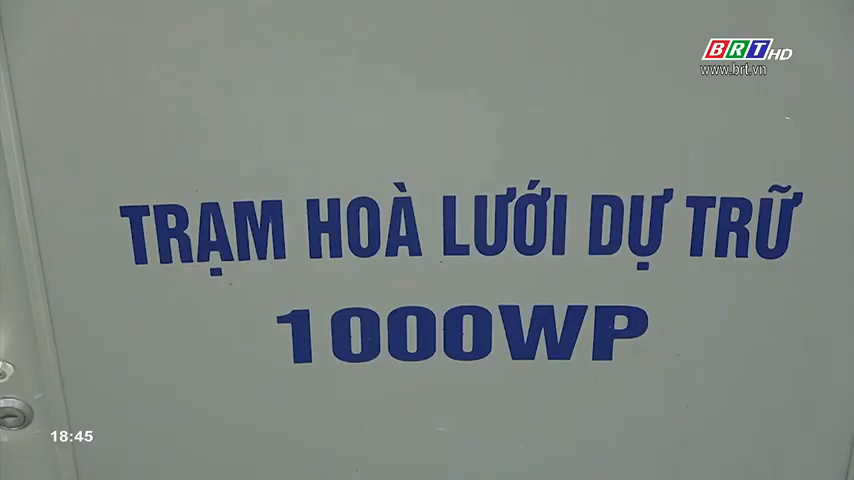 BRT HD
www.brt.vn
TRẠM HOÀ LƯỚI DỰ TRỮ
1000WP
18:45